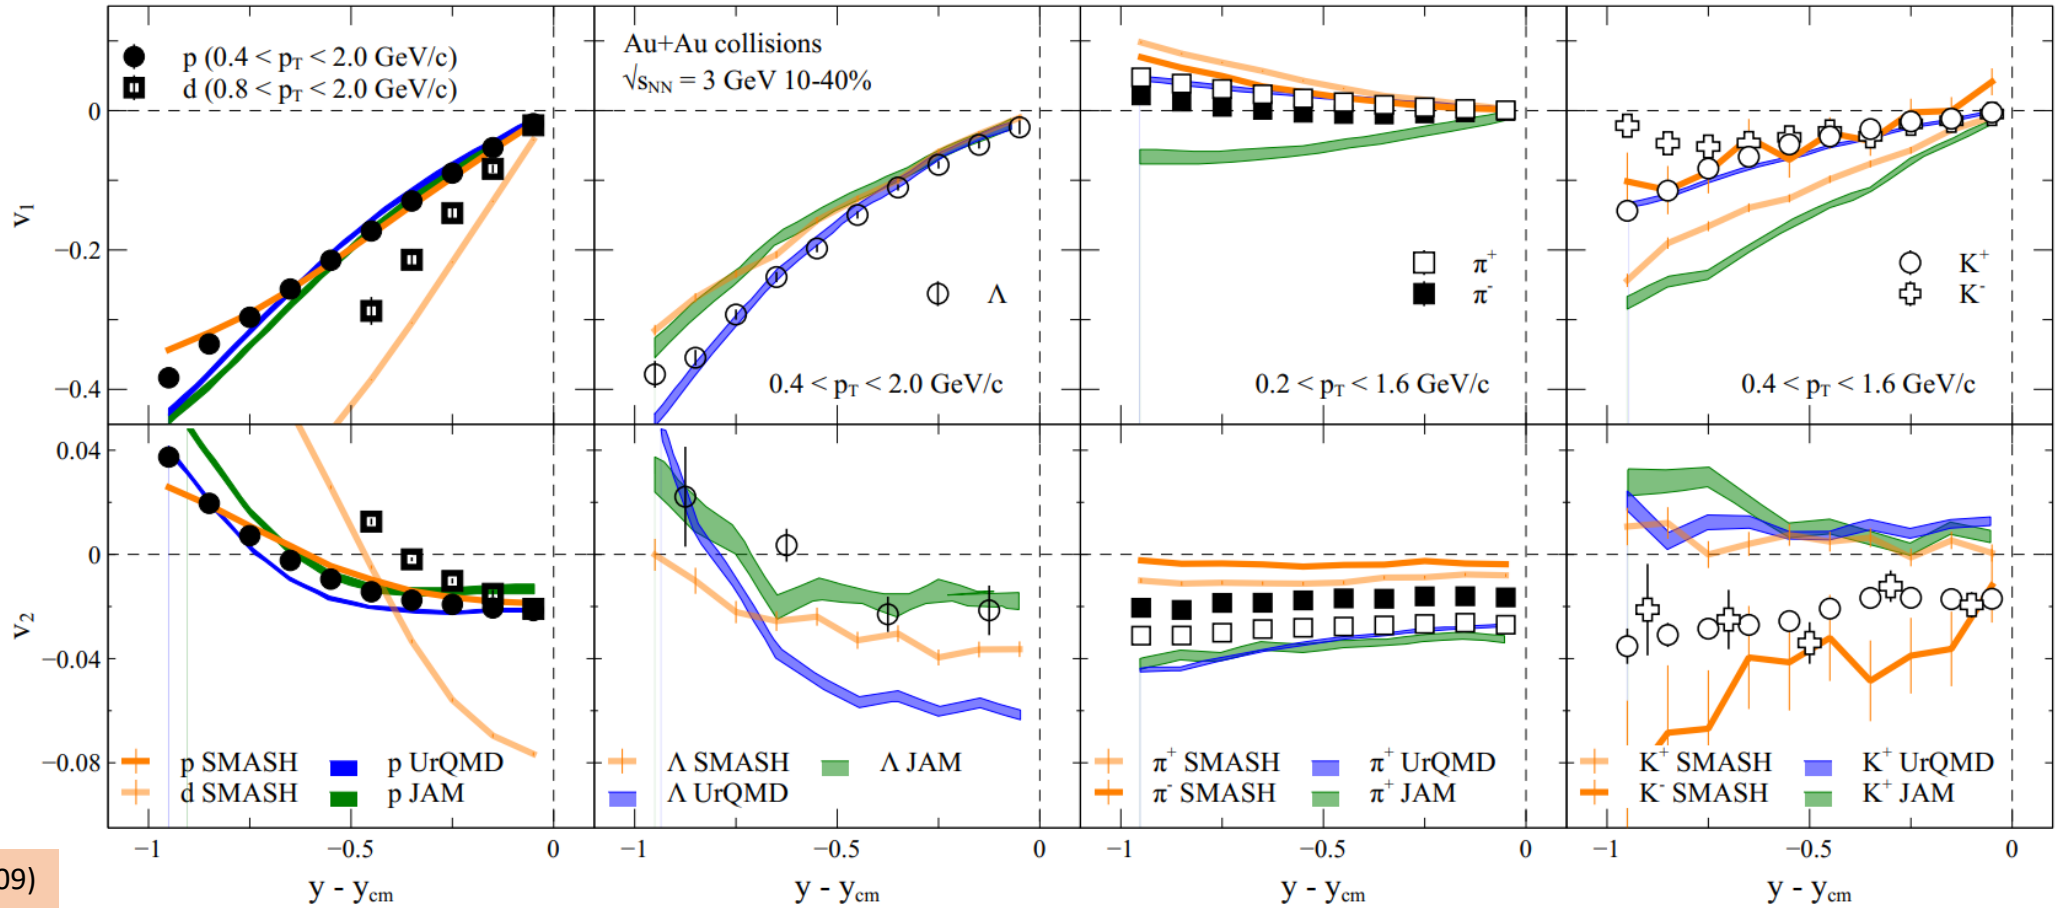 p (0.4 < pT < 2.0 GeV/c)
d (0.8 < pT < 2.0 GeV/c)
Au+Au collisions
√sNN = 3 GeV 10-40%
0
−0.2
−0.4
v1
Λ
π+
π-
K+
K-
0.4 < pT < 2.0 GeV/c
0.2 < pT < 1.6 GeV/c
0.4 < pT < 1.6 GeV/c
0.04
0
−0.04
−0.08
v2
p SMASH
d SMASH
p UrQMD
p JAM
Λ SMASH
Λ UrQMD
Λ JAM
π+ SMASH
π- SMASH
π+ UrQMD
π+ JAM
K+ SMASH
K- SMASH
K+ UrQMD
K+ JAM
−1 −0.5 0
−1 −0.5 0
−1 −0.5 0
−1 −0.5 0
y - ycm
y - ycm
y - ycm
y - ycm
09)